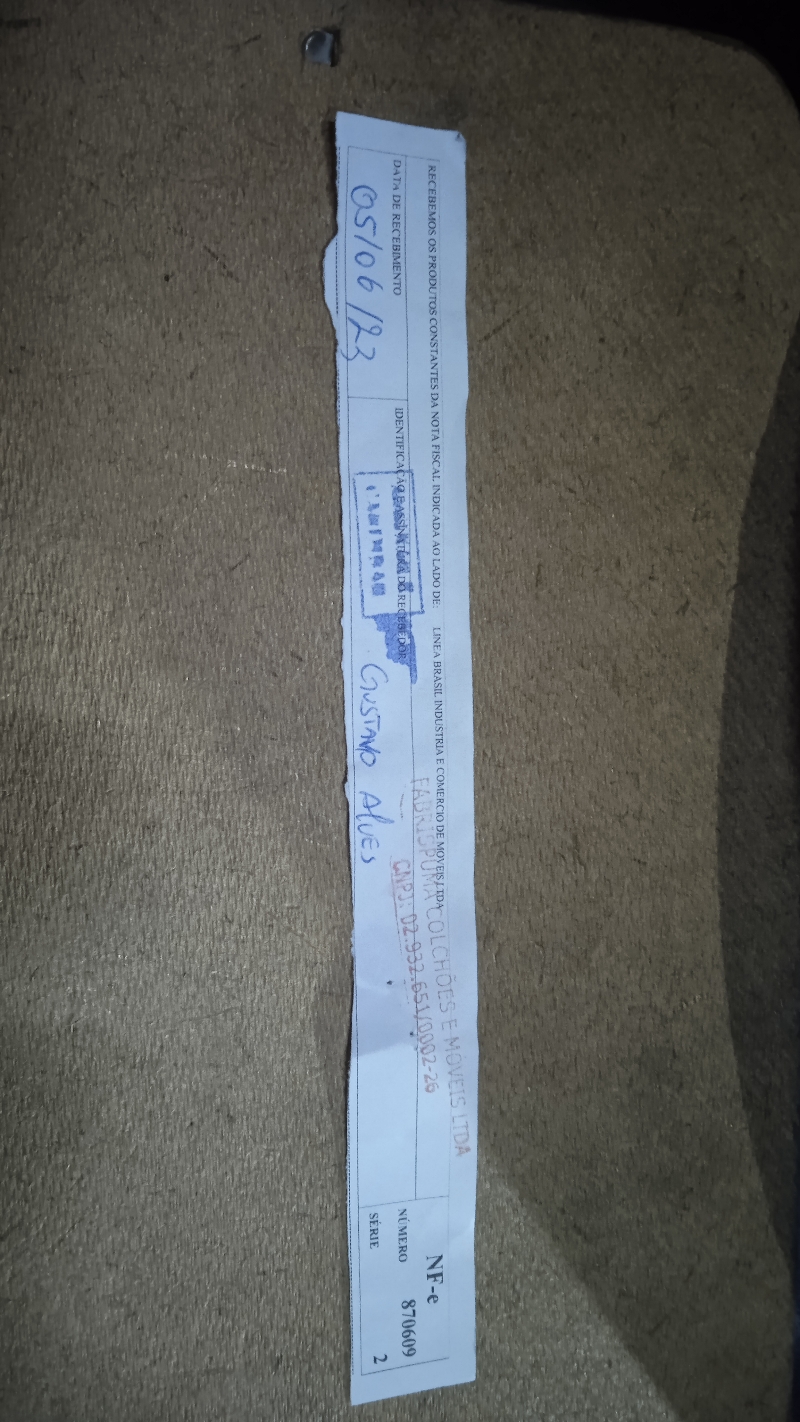 RECEBEMOS OS PRODUTOS CONSTANTES DA NOTA FISCAL INDICADA AO LADO DE: LINEA BRASIL INDUSTRIA E COMERCIO DE MOVEIS LTDA
FABRISPUMA COLCHÕES E MÓVEIS LTDA
CNPJ: 02.932.651/0002-26
DATA DE RECEBIMENTO
05/06/23
IDENTIFICAÇÃO E ASSINATURA DO RECEBEDOR
GUSTAVO ALVES
NF-e
NÚMERO 870609
SÉRIE 2